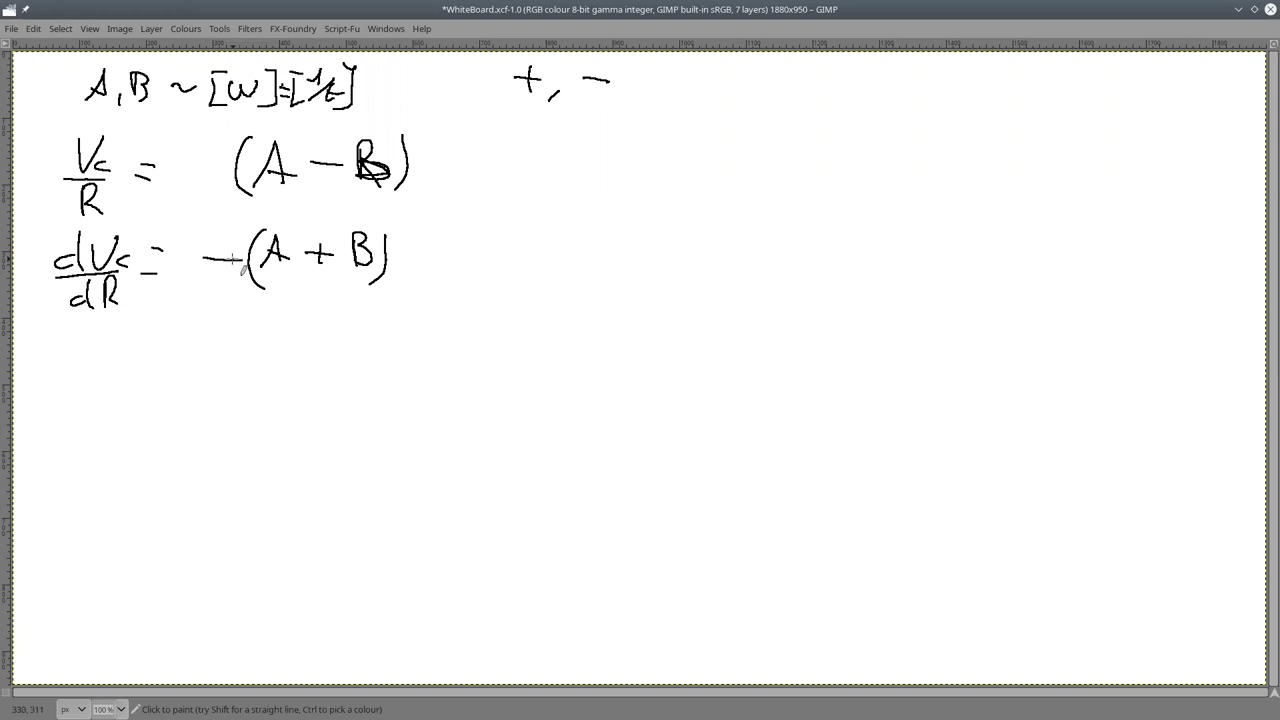 *WhiteBoard.xcf-1.0 (RGB colour 8-bit gamma integer, GIMP built-in sRGB, 7 layers) 1880x950 – GIMP
File Edit Select View Image Layer Colours Tools Filters FX-Foundry Script-Fu Windows Help
A, B ~ [W]=[1/t] +, −
Vc/R = (A − B)
dVc/dR = −(A + B)
330, 311 px 100 % Click to paint (try Shift for a straight line, Ctrl to pick a colour)